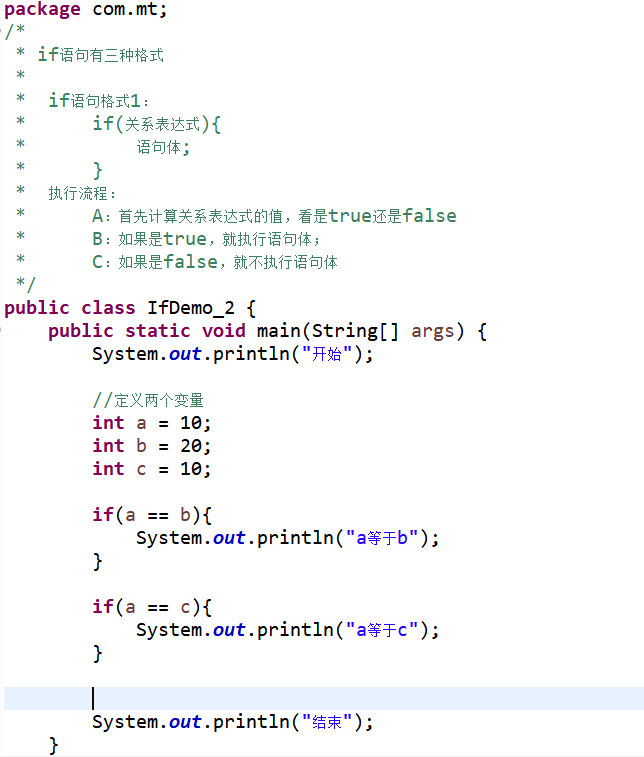 package com.mt;
/*
 * if语句有三种格式
 *
 *  if语句格式1:
 *      if(关系表达式){
 *          语句体;
 *      }
 *  执行流程:
 *      A:首先计算关系表达式的值，看是true还是false
 *      B:如果是true，就执行语句体;
 *      C:如果是false，就不执行语句体
 */
public class IfDemo_2 {
    public static void main(String[] args) {
        System.out.println("开始");
        //定义两个变量
        int a = 10;
        int b = 20;
        int c = 10;
        if(a == b){
            System.out.println("a等于b");
        }
        if(a == c){
            System.out.println("a等于c");
        }
        System.out.println("结束");
    }